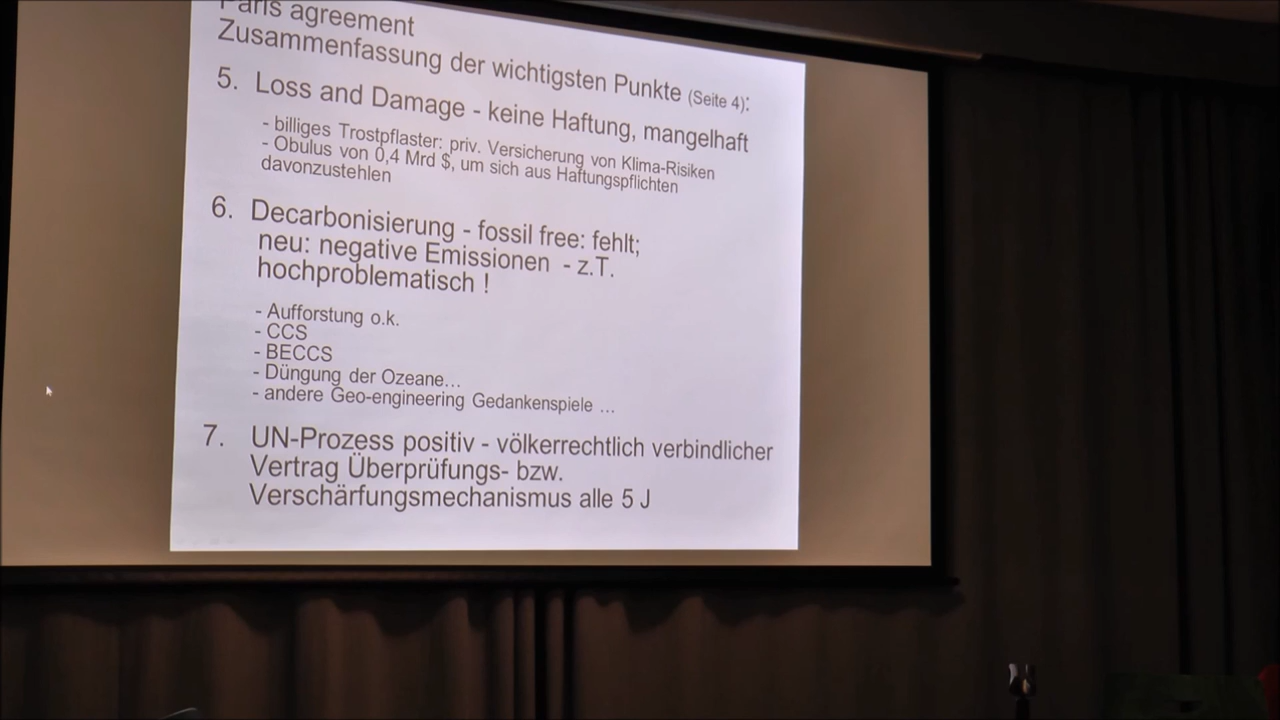 Paris agreement
Zusammenfassung der wichtigsten Punkte (Seite 4):
5. Loss and Damage - keine Haftung, mangelhaft
- billiges Trostpflaster: priv. Versicherung von Klima-Risiken
- Obulus von 0,4 Mrd $, um sich aus Haftungspflichten
davonzustehlen
6. Decarbonisierung - fossil free: fehlt;
neu: negative Emissionen - z.T.
hochproblematisch !
- Aufforstung o.k.
- CCS
- BECCS
- Düngung der Ozeane...
- andere Geo-engineering Gedankenspiele ...
7. UN-Prozess positiv - völkerrechtlich verbindlicher
Vertrag Überprüfungs- bzw.
Verschärfungsmechanismus alle 5 J